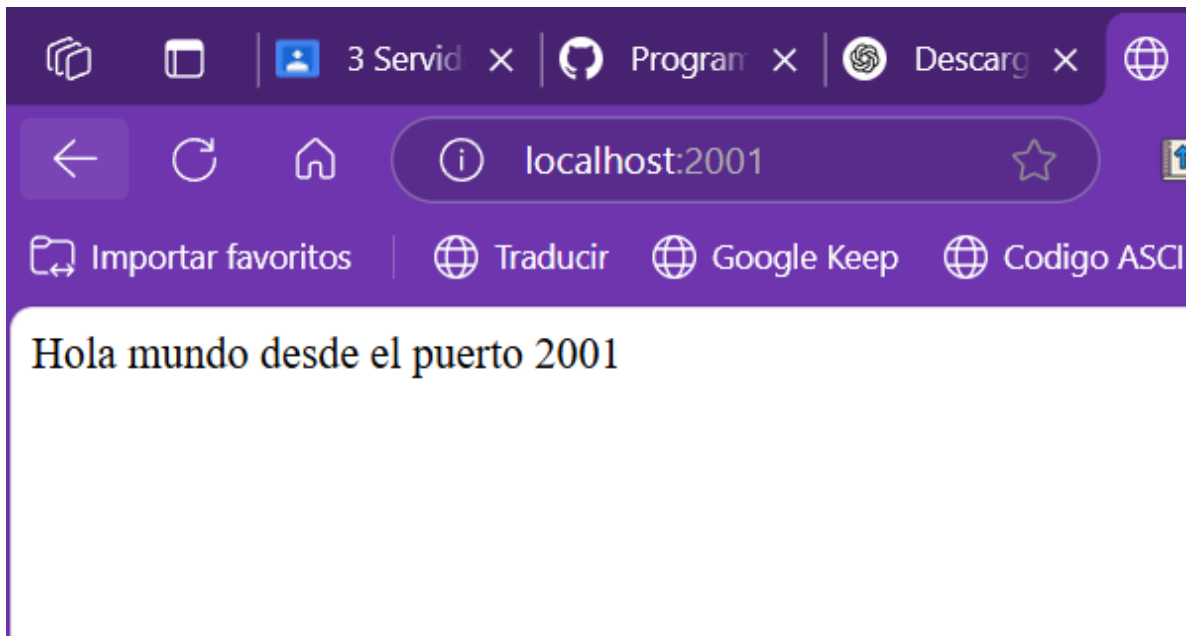 3 Servid
Program
Descarg
localhost:2001
Importar favoritos
Traducir
Google Keep
Codigo ASCI
Hola mundo desde el puerto 2001